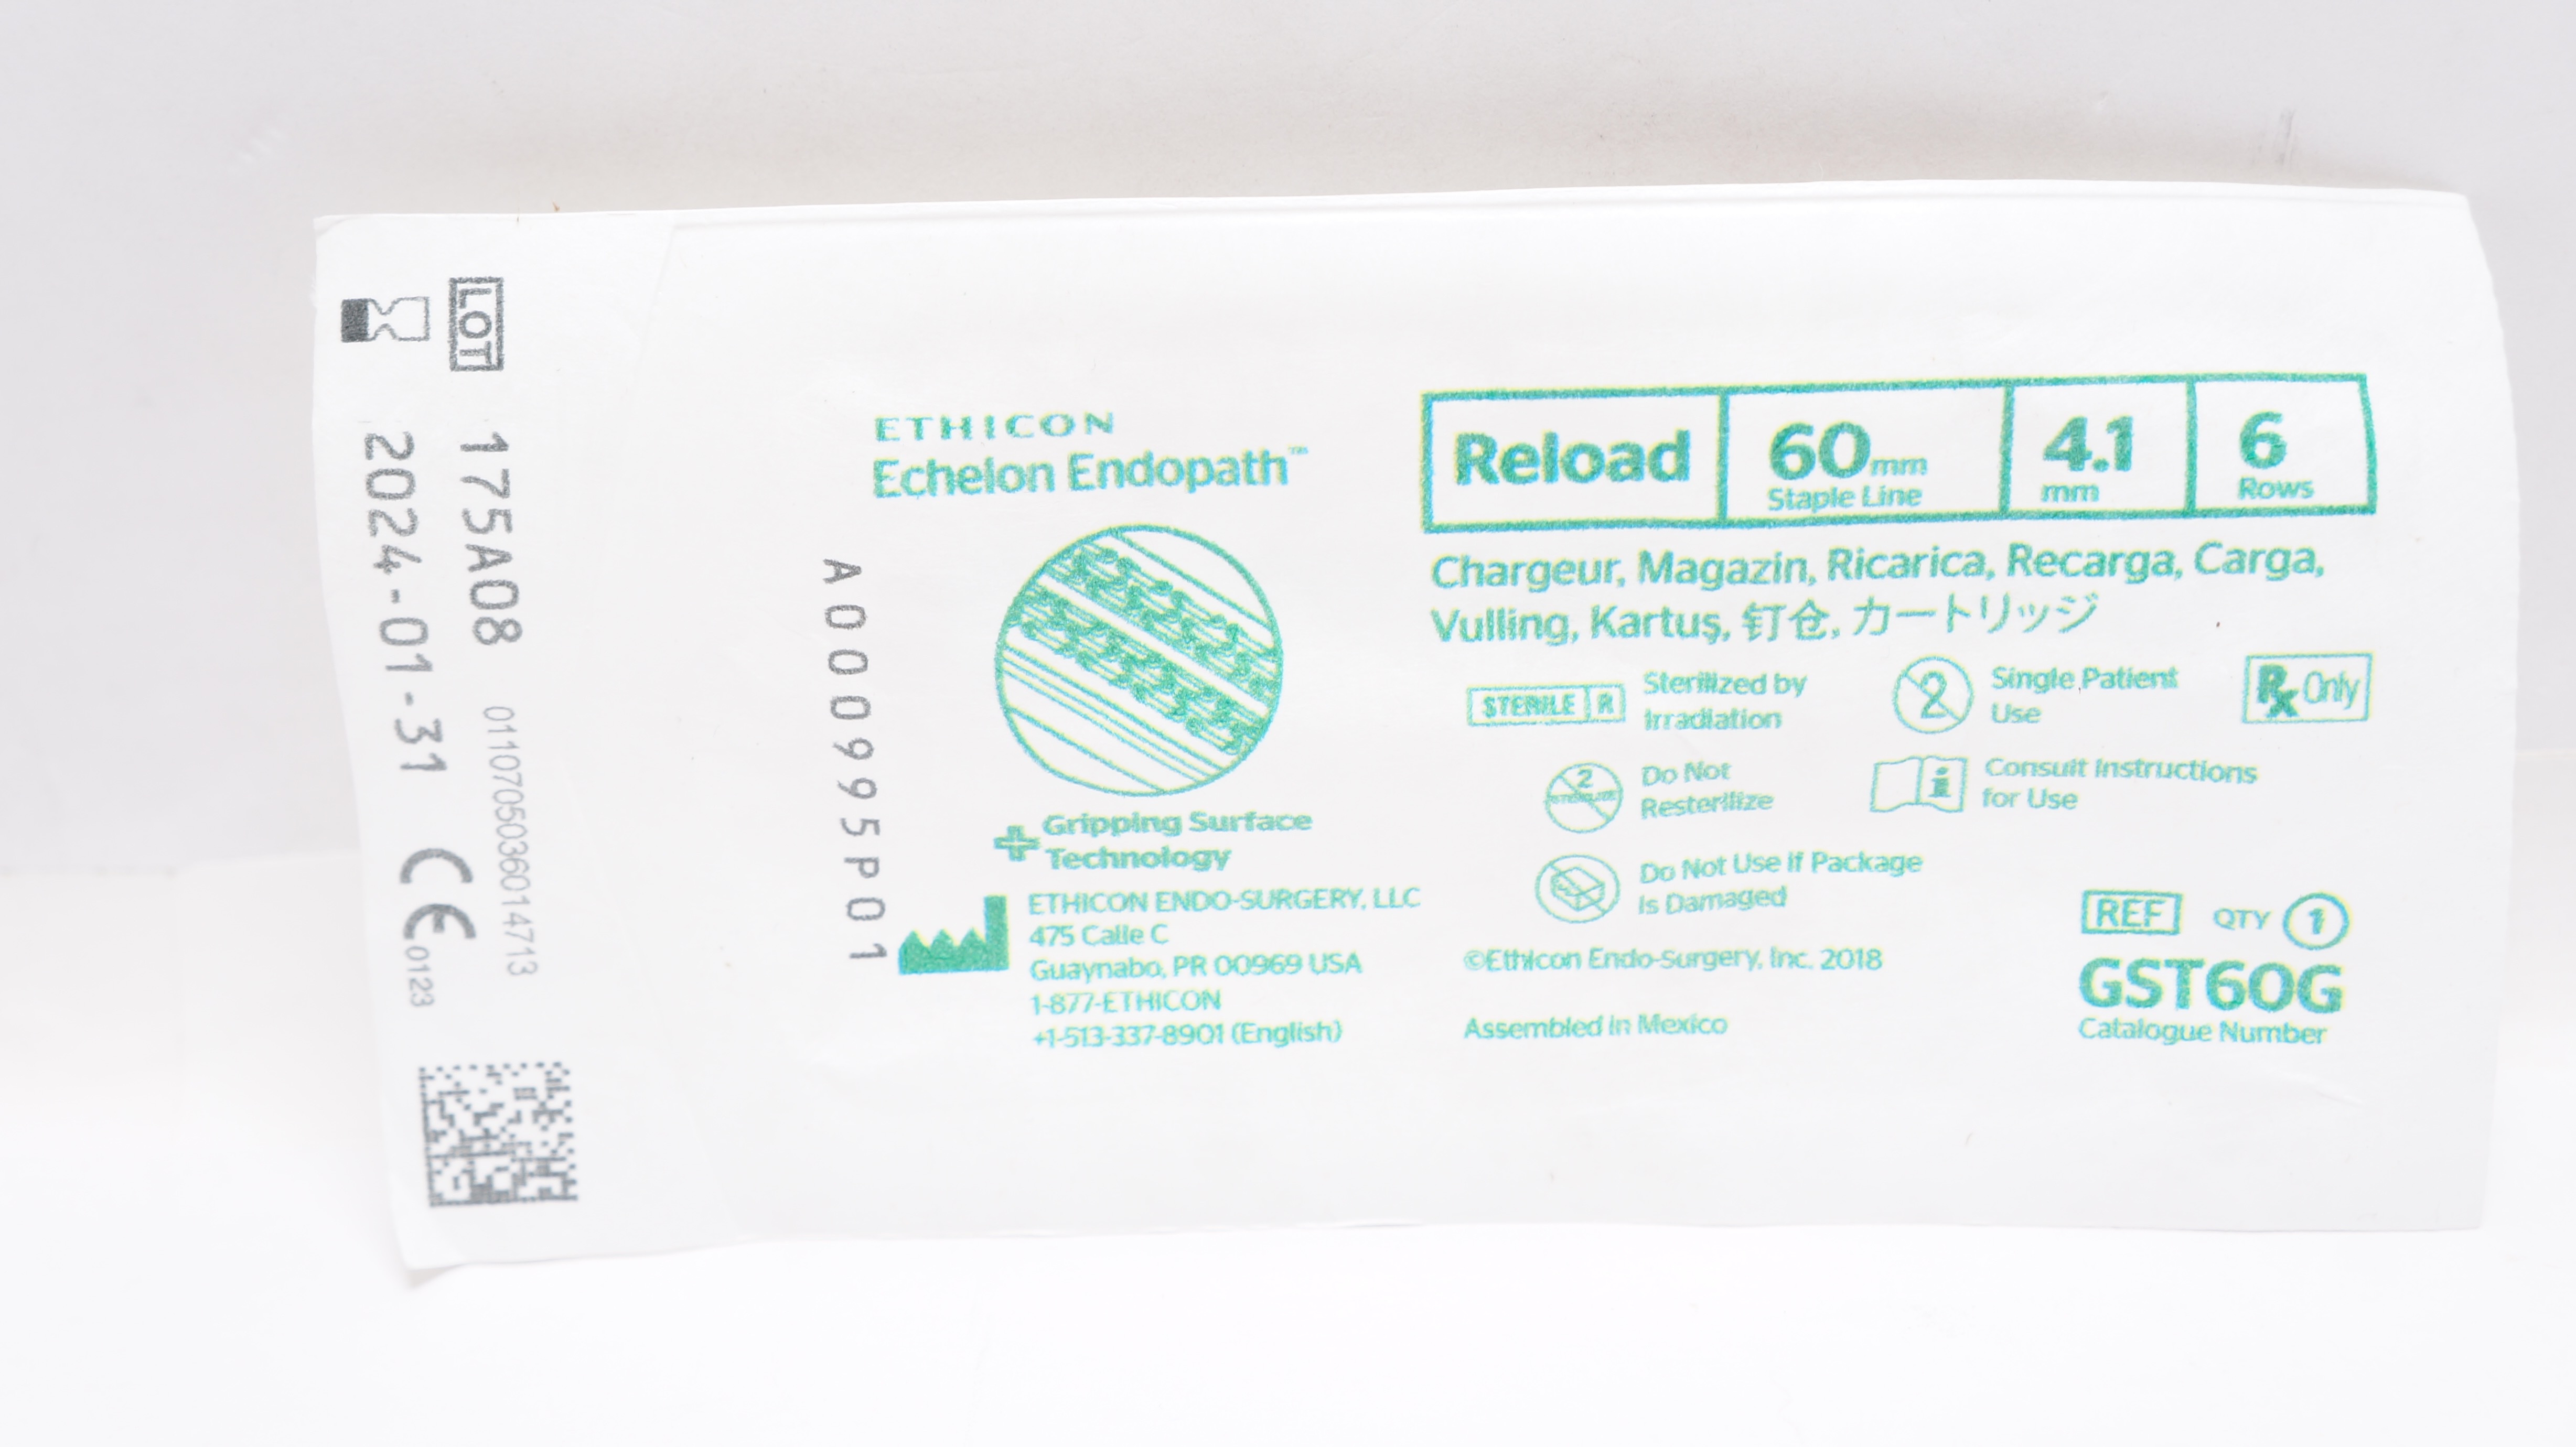 LOT 175A08 0110705036014713
2024-01-31 CE 0123
A000995P01
ETHICON
Echelon Endopath™
Gripping Surface
Technology
ETHICON ENDO-SURGERY, LLC
475 Calle C
Guaynabo, PR 00969 USA
1-877-ETHICON
+1-513-337-8901 (English)
Reload
60mm
Staple Line
4.1
mm
6
Rows
Chargeur, Magazin, Ricarica, Recarga, Carga,
Vulling, Kartuş, 钉仓, カートリッジ
STERILE R
Sterilized by
Irradiation
2
Single Patient
Use
Rx Only
2
Do Not
Resterilize
i
Consult Instructions
for Use
Do Not Use if Package
is Damaged
©Ethicon Endo-Surgery, Inc. 2018
Assembled in Mexico
REF QTY 1
GST60G
Catalogue Number